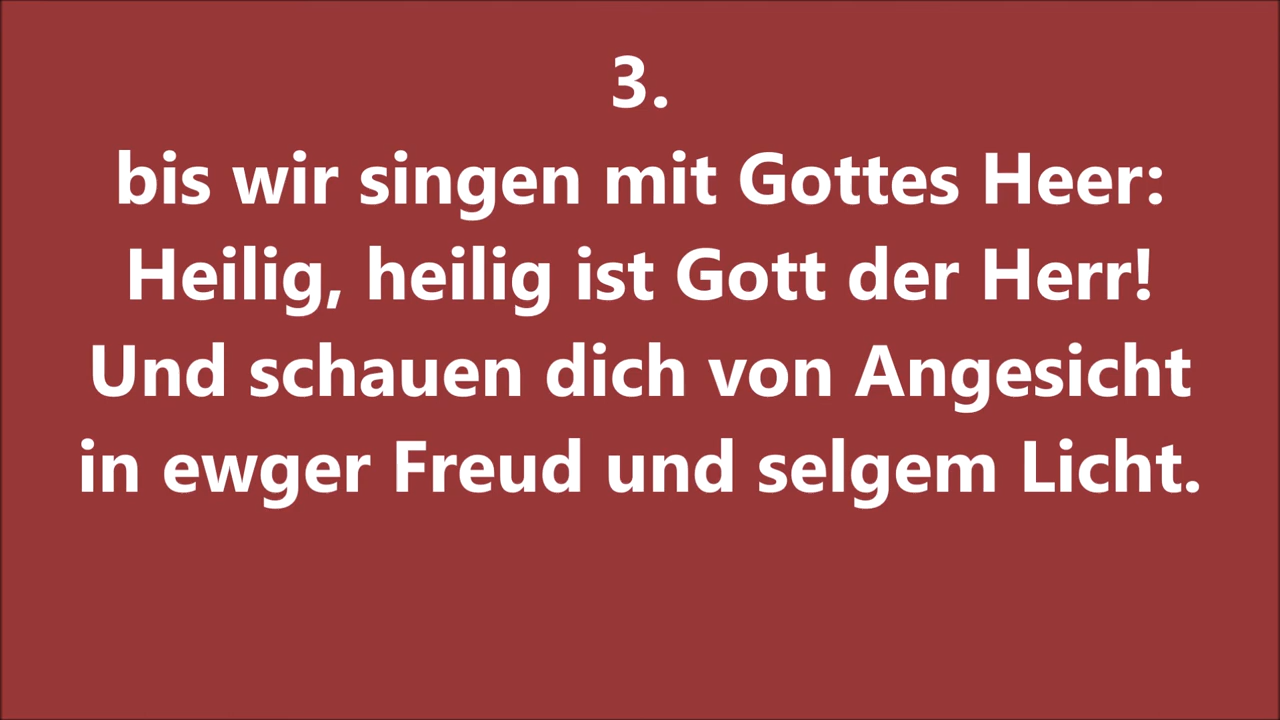 3.
bis wir singen mit Gottes Heer:
Heilig, heilig ist Gott der Herr!
Und schauen dich von Angesicht
in ewger Freud und selgem Licht.